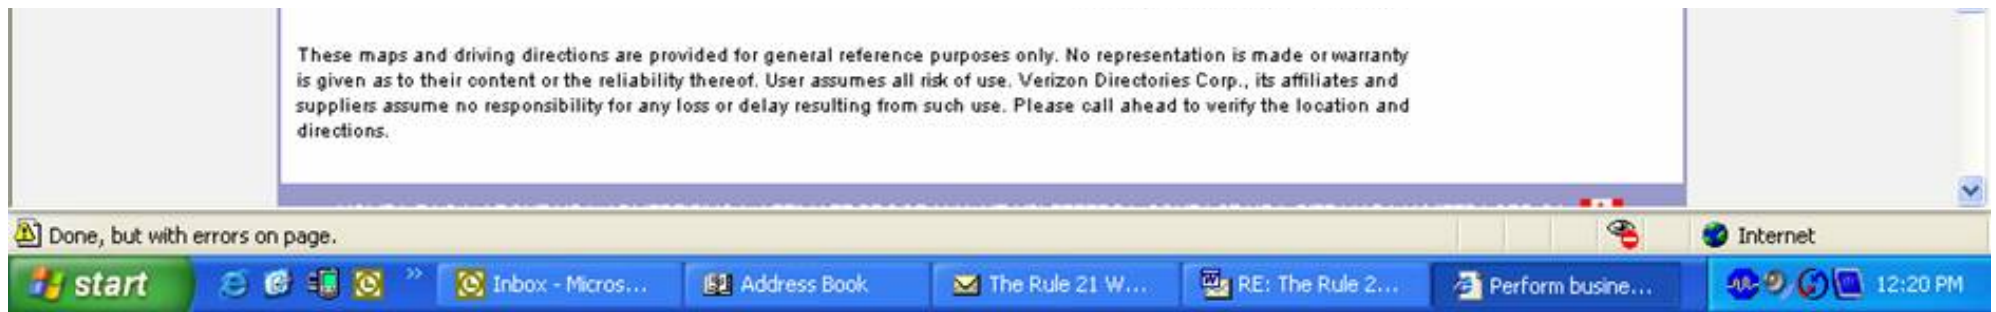 These maps and driving directions are provided for general reference purposes only. No representation is made or warranty
is given as to their content or the reliability thereof. User assumes all risk of use. Verizon Directories Corp., its affiliates and
suppliers assume no responsibility for any loss or delay resulting from such use. Please call ahead to verify the location and
directions.
Done, but with errors on page.
Internet
start
Inbox - Micros...
Address Book
The Rule 21 W...
RE: The Rule 2...
Perform busine...
12:20 PM